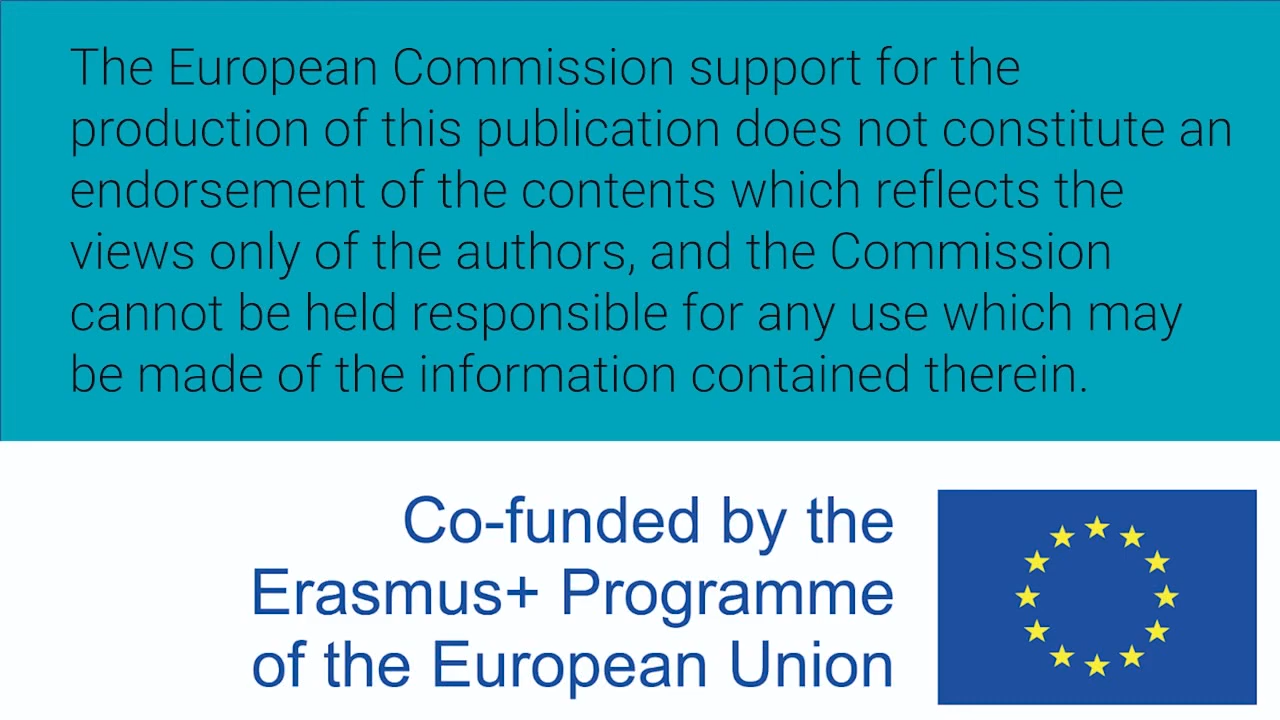 The European Commission support for the
production of this publication does not constitute an
endorsement of the contents which reflects the
views only of the authors, and the Commission
cannot be held responsible for any use which may
be made of the information contained therein.
Co-funded by the
Erasmus+ Programme
of the European Union